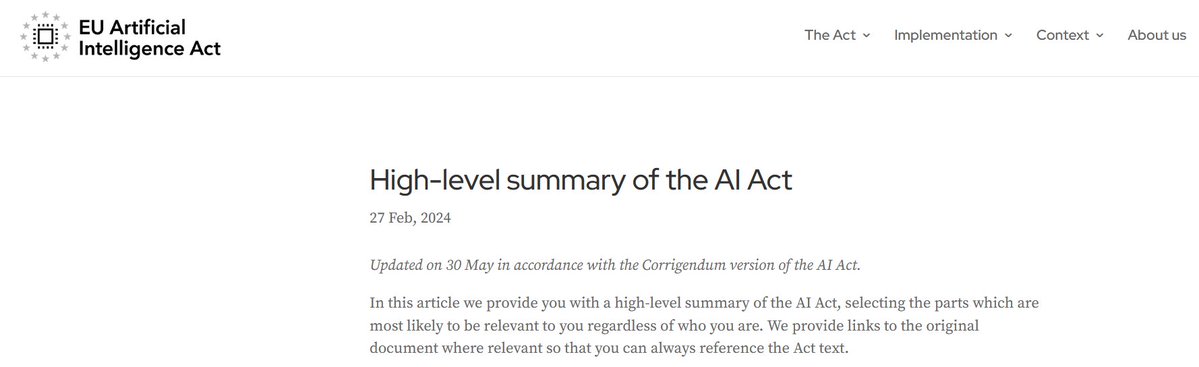 EU Artificial
Intelligence Act
The Act
Implementation
Context
About us
High-level summary of the AI Act
27 Feb, 2024
Updated on 30 May in accordance with the Corrigendum version of the AI Act.
In this article we provide you with a high-level summary of the AI Act, selecting the parts which are
most likely to be relevant to you regardless of who you are. We provide links to the original
document where relevant so that you can always reference the Act text.